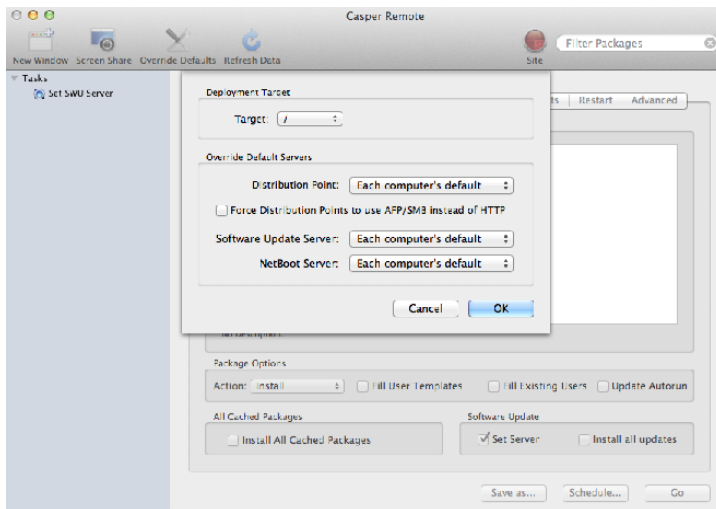 Casper Remote
New Window Screen Share Override Defaults Refresh Data Site Filter Packages
Tasks
Set SWU Server
Deployment Target
Target: /
ts Restart Advanced
Override Default Servers
Distribution Point: Each computer's default
Force Distribution Points to use AFP/SMB instead of HTTP
Software Update Server: Each computer's default
NetBoot Server: Each computer's default
Cancel OK
No description
Package Options
Action: Install Fill User Templates Fill Existing Users Update Autorun
All Cached Packages Software Update
Install All Cached Packages Set Server Install all updates
Save as... Schedule... Go